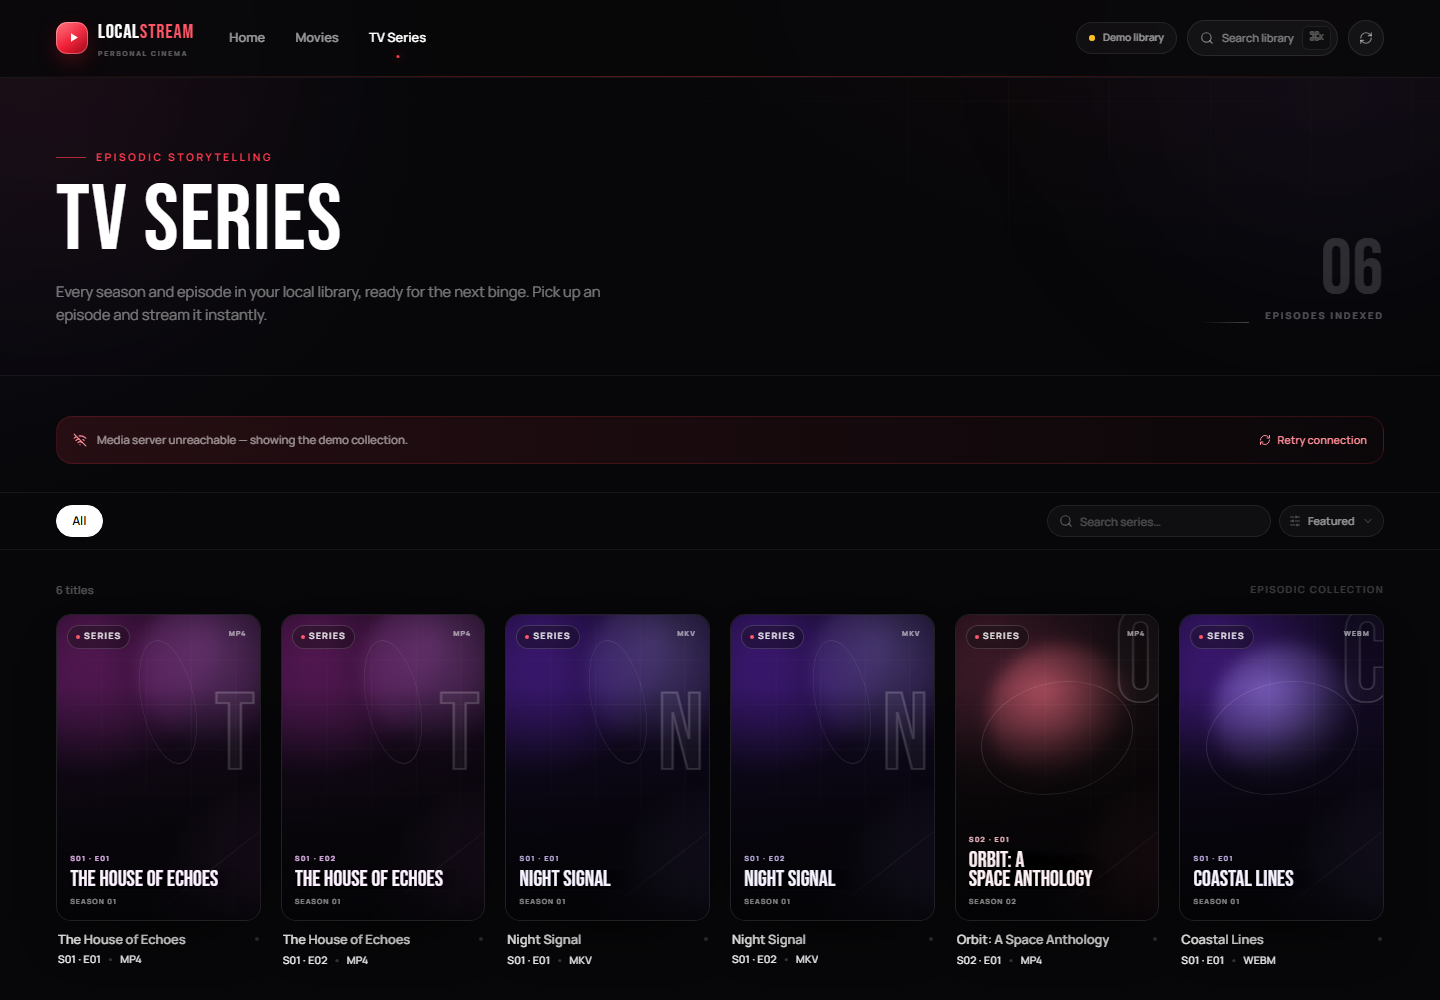 LOCALSTREAM
PERSONAL CINEMA
Home
Movies
TV Series
Demo library
Search library
⌘K
EPISODIC STORYTELLING
TV SERIES
Every season and episode in your local library, ready for the next binge. Pick up an
episode and stream it instantly.
06
EPISODES INDEXED
Media server unreachable — showing the demo collection.
Retry connection
All
Search series...
Featured
6 titles
EPISODIC COLLECTION
SERIES
MP4
T
S01 · E01
THE HOUSE OF ECHOES
SEASON 01
The House of Echoes
S01 · E01 • MP4
SERIES
MP4
T
S01 · E02
THE HOUSE OF ECHOES
SEASON 01
The House of Echoes
S01 · E02 • MP4
SERIES
MKV
N
S01 · E01
NIGHT SIGNAL
SEASON 01
Night Signal
S01 · E01 • MKV
SERIES
MKV
N
S01 · E02
NIGHT SIGNAL
SEASON 01
Night Signal
S01 · E02 • MKV
SERIES
MP4
O
S02 · E01
ORBIT: A
SPACE ANTHOLOGY
SEASON 02
Orbit: A Space Anthology
S02 · E01 • MP4
SERIES
WEBM
C
S01 · E01
COASTAL LINES
SEASON 01
Coastal Lines
S01 · E01 • WEBM